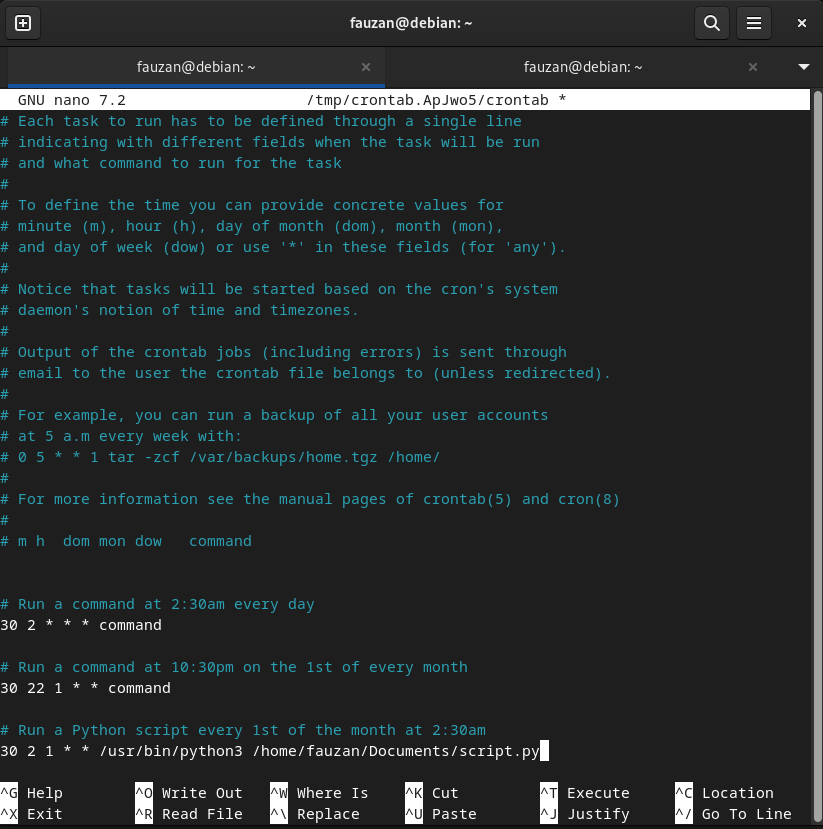 fauzan@debian: ~
fauzan@debian: ~ ×
fauzan@debian: ~ ×
GNU nano 7.2 /tmp/crontab.ApJwo5/crontab *
# Each task to run has to be defined through a single line
# indicating with different fields when the task will be run
# and what command to run for the task
#
# To define the time you can provide concrete values for
# minute (m), hour (h), day of month (dom), month (mon),
# and day of week (dow) or use '*' in these fields (for 'any').
#
# Notice that tasks will be started based on the cron's system
# daemon's notion of time and timezones.
#
# Output of the crontab jobs (including errors) is sent through
# email to the user the crontab file belongs to (unless redirected).
#
# For example, you can run a backup of all your user accounts
# at 5 a.m every week with:
# 0 5 * * 1 tar -zcf /var/backups/home.tgz /home/
#
# For more information see the manual pages of crontab(5) and cron(8)
#
# m h  dom mon dow   command
# Run a command at 2:30am every day
30 2 * * * command
# Run a command at 10:30pm on the 1st of every month
30 22 1 * * command
# Run a Python script every 1st of the month at 2:30am
30 2 1 * * /usr/bin/python3 /home/fauzan/Documents/script.py
^G Help ^O Write Out ^W Where Is ^K Cut ^T Execute ^C Location
^X Exit ^R Read File ^\ Replace ^U Paste ^J Justify ^/ Go To Line